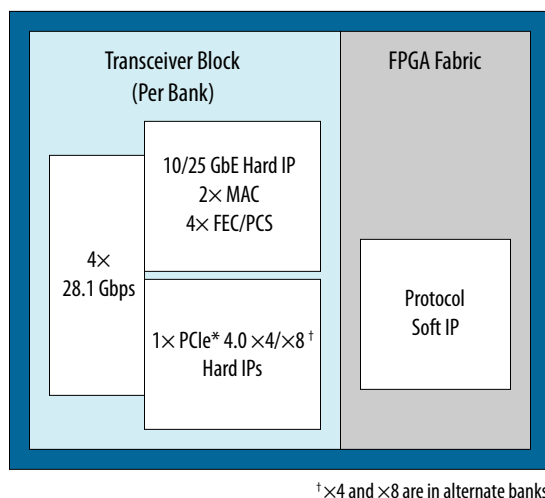 Transceiver Block
(Per Bank)
FPGA Fabric
10/25 GbE Hard IP
2× MAC
4× FEC/PCS
4×
28.1 Gbps
1× PCIe* 4.0 ×4/×8 †
Hard IPs
Protocol
Soft IP
† ×4 and ×8 are in alternate banks